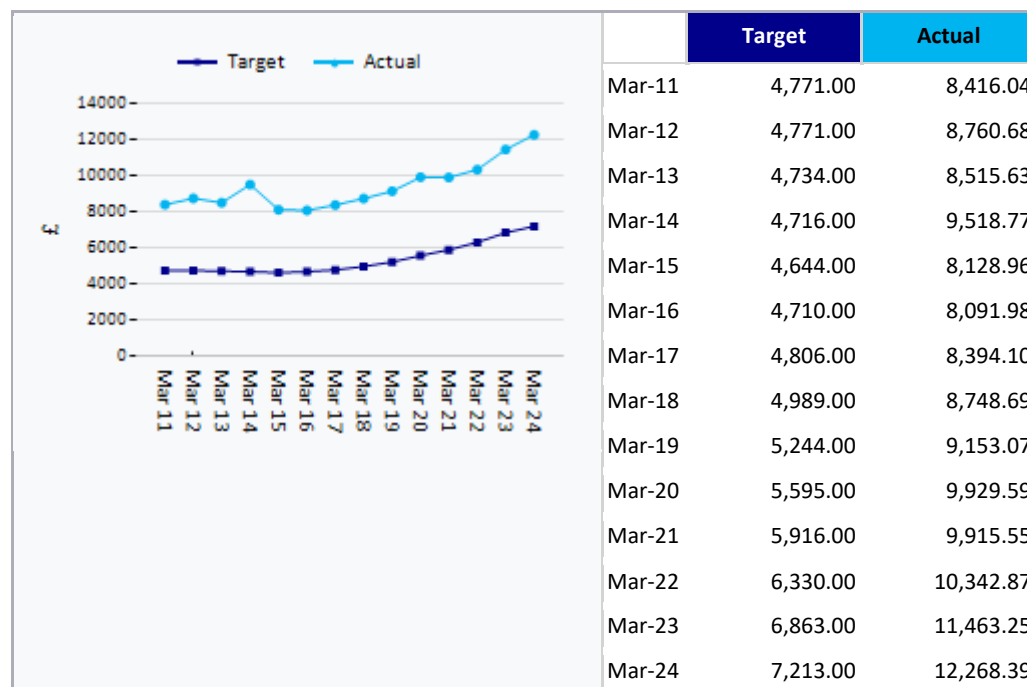 Target Actual
14000
12000
10000
8000
6000
4000
2000
0
£
Mar 11
Mar 12
Mar 13
Mar 14
Mar 15
Mar 16
Mar 17
Mar 18
Mar 19
Mar 20
Mar 21
Mar 22
Mar 23
Mar 24
Target Actual
Mar-11 4,771.00 8,416.04
Mar-12 4,771.00 8,760.68
Mar-13 4,734.00 8,515.63
Mar-14 4,716.00 9,518.77
Mar-15 4,644.00 8,128.96
Mar-16 4,710.00 8,091.98
Mar-17 4,806.00 8,394.10
Mar-18 4,989.00 8,748.69
Mar-19 5,244.00 9,153.07
Mar-20 5,595.00 9,929.59
Mar-21 5,916.00 9,915.55
Mar-22 6,330.00 10,342.87
Mar-23 6,863.00 11,463.25
Mar-24 7,213.00 12,268.39